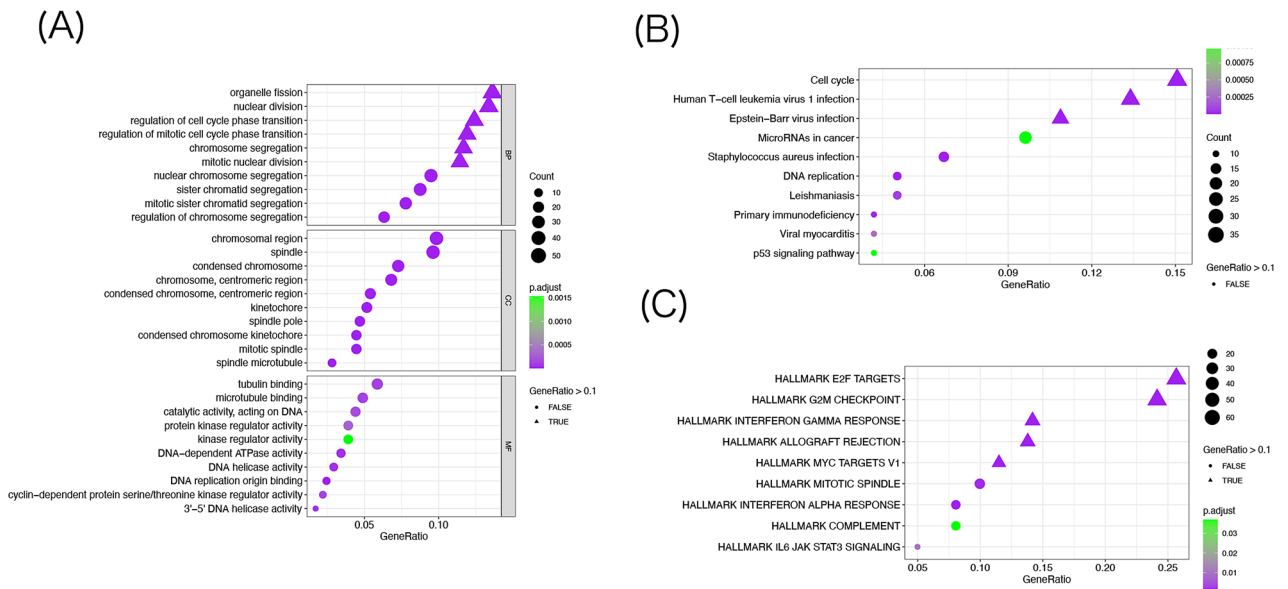 (A)
organelle fission
nuclear division
regulation of cell cycle phase transition
regulation of mitotic cell cycle phase transition
chromosome segregation
mitotic nuclear division
nuclear chromosome segregation
sister chromatid segregation
mitotic sister chromatid segregation
regulation of chromosome segregation
BP
chromosomal region
spindle
condensed chromosome
chromosome, centromeric region
condensed chromosome, centromeric region
kinetochore
spindle pole
condensed chromosome kinetochore
mitotic spindle
spindle microtubule
CC
tubulin binding
microtubule binding
catalytic activity, acting on DNA
protein kinase regulator activity
kinase regulator activity
DNA-dependent ATPase activity
DNA helicase activity
DNA replication origin binding
cyclin-dependent protein serine/threonine kinase regulator activity
3'-5' DNA helicase activity
MF
0.05 0.10
GeneRatio
Count
10
20
30
40
50
p.adjust
0.0015
0.0010
0.0005
GeneRatio > 0.1
FALSE
TRUE
(B)
Cell cycle
Human T-cell leukemia virus 1 infection
Epstein-Barr virus infection
MicroRNAs in cancer
Staphylococcus aureus infection
DNA replication
Leishmaniasis
Primary immunodeficiency
Viral myocarditis
p53 signaling pathway
0.06 0.09 0.12 0.15
GeneRatio
0.00075
0.00050
0.00025
Count
10
15
20
25
30
35
GeneRatio > 0.1
FALSE
(C)
HALLMARK E2F TARGETS
HALLMARK G2M CHECKPOINT
HALLMARK INTERFERON GAMMA RESPONSE
HALLMARK ALLOGRAFT REJECTION
HALLMARK MYC TARGETS V1
HALLMARK MITOTIC SPINDLE
HALLMARK INTERFERON ALPHA RESPONSE
HALLMARK COMPLEMENT
HALLMARK IL6 JAK STAT3 SIGNALING
0.05 0.10 0.15 0.20 0.25
GeneRatio
20
30
40
50
60
GeneRatio > 0.1
FALSE
TRUE
p.adjust
0.03
0.02
0.01